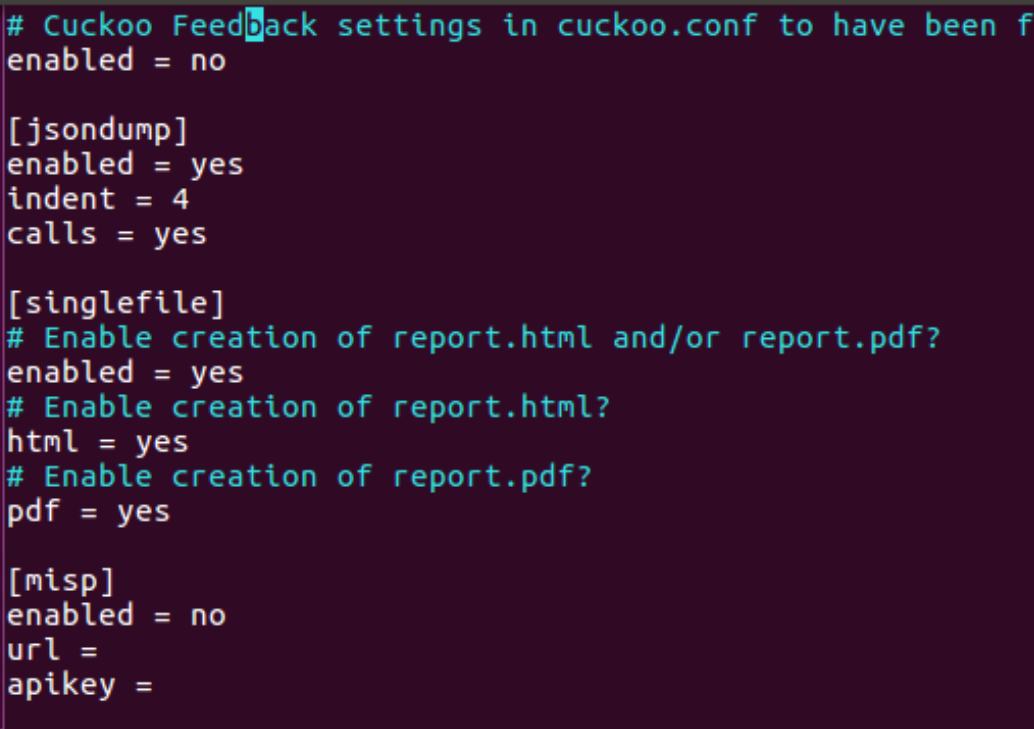 # Cuckoo Feedback settings in cuckoo.conf to have been f
enabled = no
[jsondump]
enabled = yes
indent = 4
calls = yes
[singlefile]
# Enable creation of report.html and/or report.pdf?
enabled = yes
# Enable creation of report.html?
html = yes
# Enable creation of report.pdf?
pdf = yes
[misp]
enabled = no
url =
apikey =